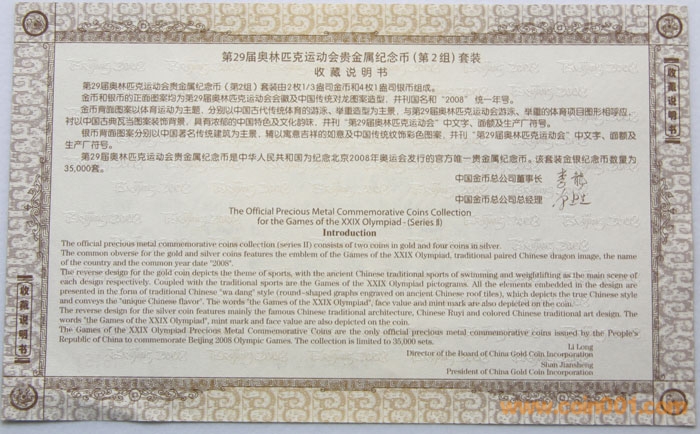 第29届奥林匹克运动会贵金属纪念币（第2组）套装
收藏说明书
第29届奥林匹克运动会贵金属纪念币（第2组）套装由2枚1/3盎司金币和4枚1盎司银币组成。
金币和银币的正面图案均为第29届奥林匹克运动会会徽及中国传统对龙图案造型，并刊国名和“2008”统一年号。
金币背面图案以体育运动为主题，分别以中国古代传统体育的游泳、举重造型为主景，与第29届奥林匹克运动会游泳、举重的体育项目图形相呼应，
衬以中国古典瓦当图案装饰背景，具有浓郁的中国特色及文化韵味，并刊“第29届奥林匹克运动会”中文字、面额及生产厂符号。
银币背面图案分别以中国著名传统建筑为主景，辅以寓意吉祥的如意及中国传统纹饰彩色图案，并刊“第29届奥林匹克运动会”中文字、面额及
生产厂符号。
第29届奥林匹克运动会贵金属纪念币是中华人民共和国为纪念北京2008年奥运会发行的官方唯一贵金属纪念币。该套装金银纪念币数量为
35,000套。
中国金币总公司董事长
中国金币总公司总经理
The Official Precious Metal Commemorative Coins Collection
for the Games of the XXIX Olympiad - (Series Ⅱ)
Introduction
The official precious metal commemorative coins collection (series II) consists of two coins in gold and four coins in silver.
The common obverse for the gold and silver coins features the emblem of the Games of the XXIX Olympiad, traditional paired Chinese dragon image, the name
of the country and the common year date "2008".
The reverse design for the gold coin depicts the theme of sports, with the ancient Chinese traditional sports of swimming and weightlifting as the main scene of
each design respectively. Coupled with the traditional sports are the Games of the XXIX Olympiad pictograms. All the elements embedded in the design are
presented in the form of traditional Chinese "wa dang" style (round-shaped graphs engraved on ancient Chinese roof tiles), which depicts the true Chinese style
and conveys the "unique Chinese flavor". The words "the Games of the XXIX Olympiad", face value and mint mark are also depicted on the coin.
The reverse design for the silver coin features mainly the famous Chinese traditional architecture, Chinese Ruyi and colored Chinese traditional art design. The
words "the Games of the XXIX Olympiad", mint mark and face value are also depicted on the coin.
The Games of the XXIX Olympiad Precious Metal Commemorative Coins are the only official precious metal commemorative coins issued by the People's
Republic of China to commemorate Beijing 2008 Olympic Games. The collection is limited to 35,000 sets.
Li Long
Director of the Board of China Gold Coin Incorporation
Sian Jiansheng
President of China Gold Coin Incorporation
收藏说明书
收藏说明书
www.coin001.com